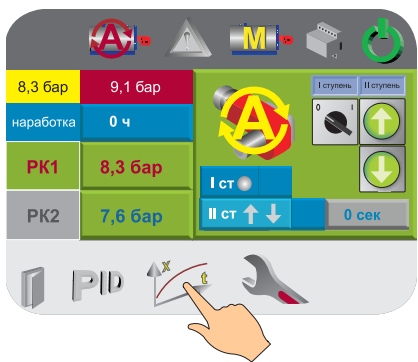 A M
8,3 бар 9,1 бар I ступень II ступень
наработка 0 ч A 0 I
РК1 8,3 бар
I ст
РК2 7,6 бар II ст 0 сек
PID x t